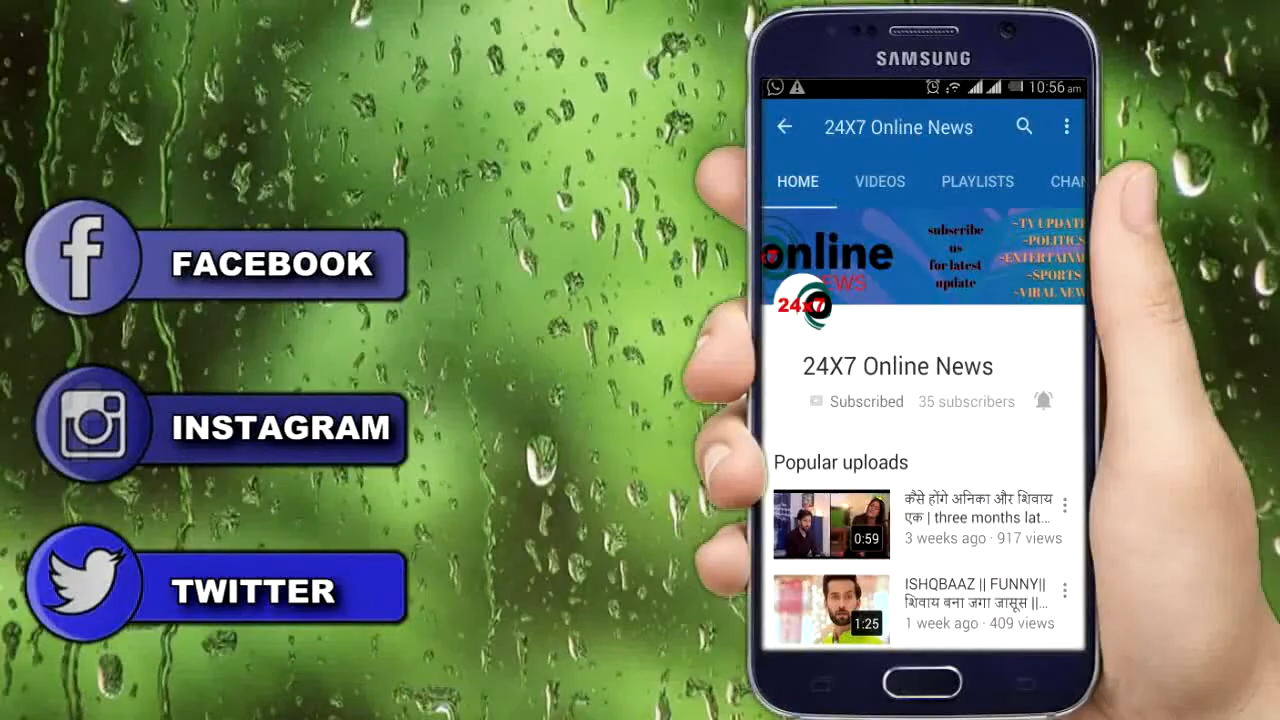 FACEBOOK
INSTAGRAM
TWITTER
SAMSUNG
10:56 am
24X7 Online News
HOME VIDEOS PLAYLISTS CHAN
online
NEWS
subscribe
us
for latest
update
~TV UPDATE
~POLITICS
~ENTERTAINM
~SPORTS
~VIRAL NEW
24x7
24X7 Online News
Subscribed 35 subscribers
Popular uploads
0:59
कैसे होंगे अनिका और शिवाय
एक | three months lat...
3 weeks ago · 917 views
1:25
ISHQBAAZ || FUNNY||
शिवाय बना जगा जासूस ||...
1 week ago · 409 views